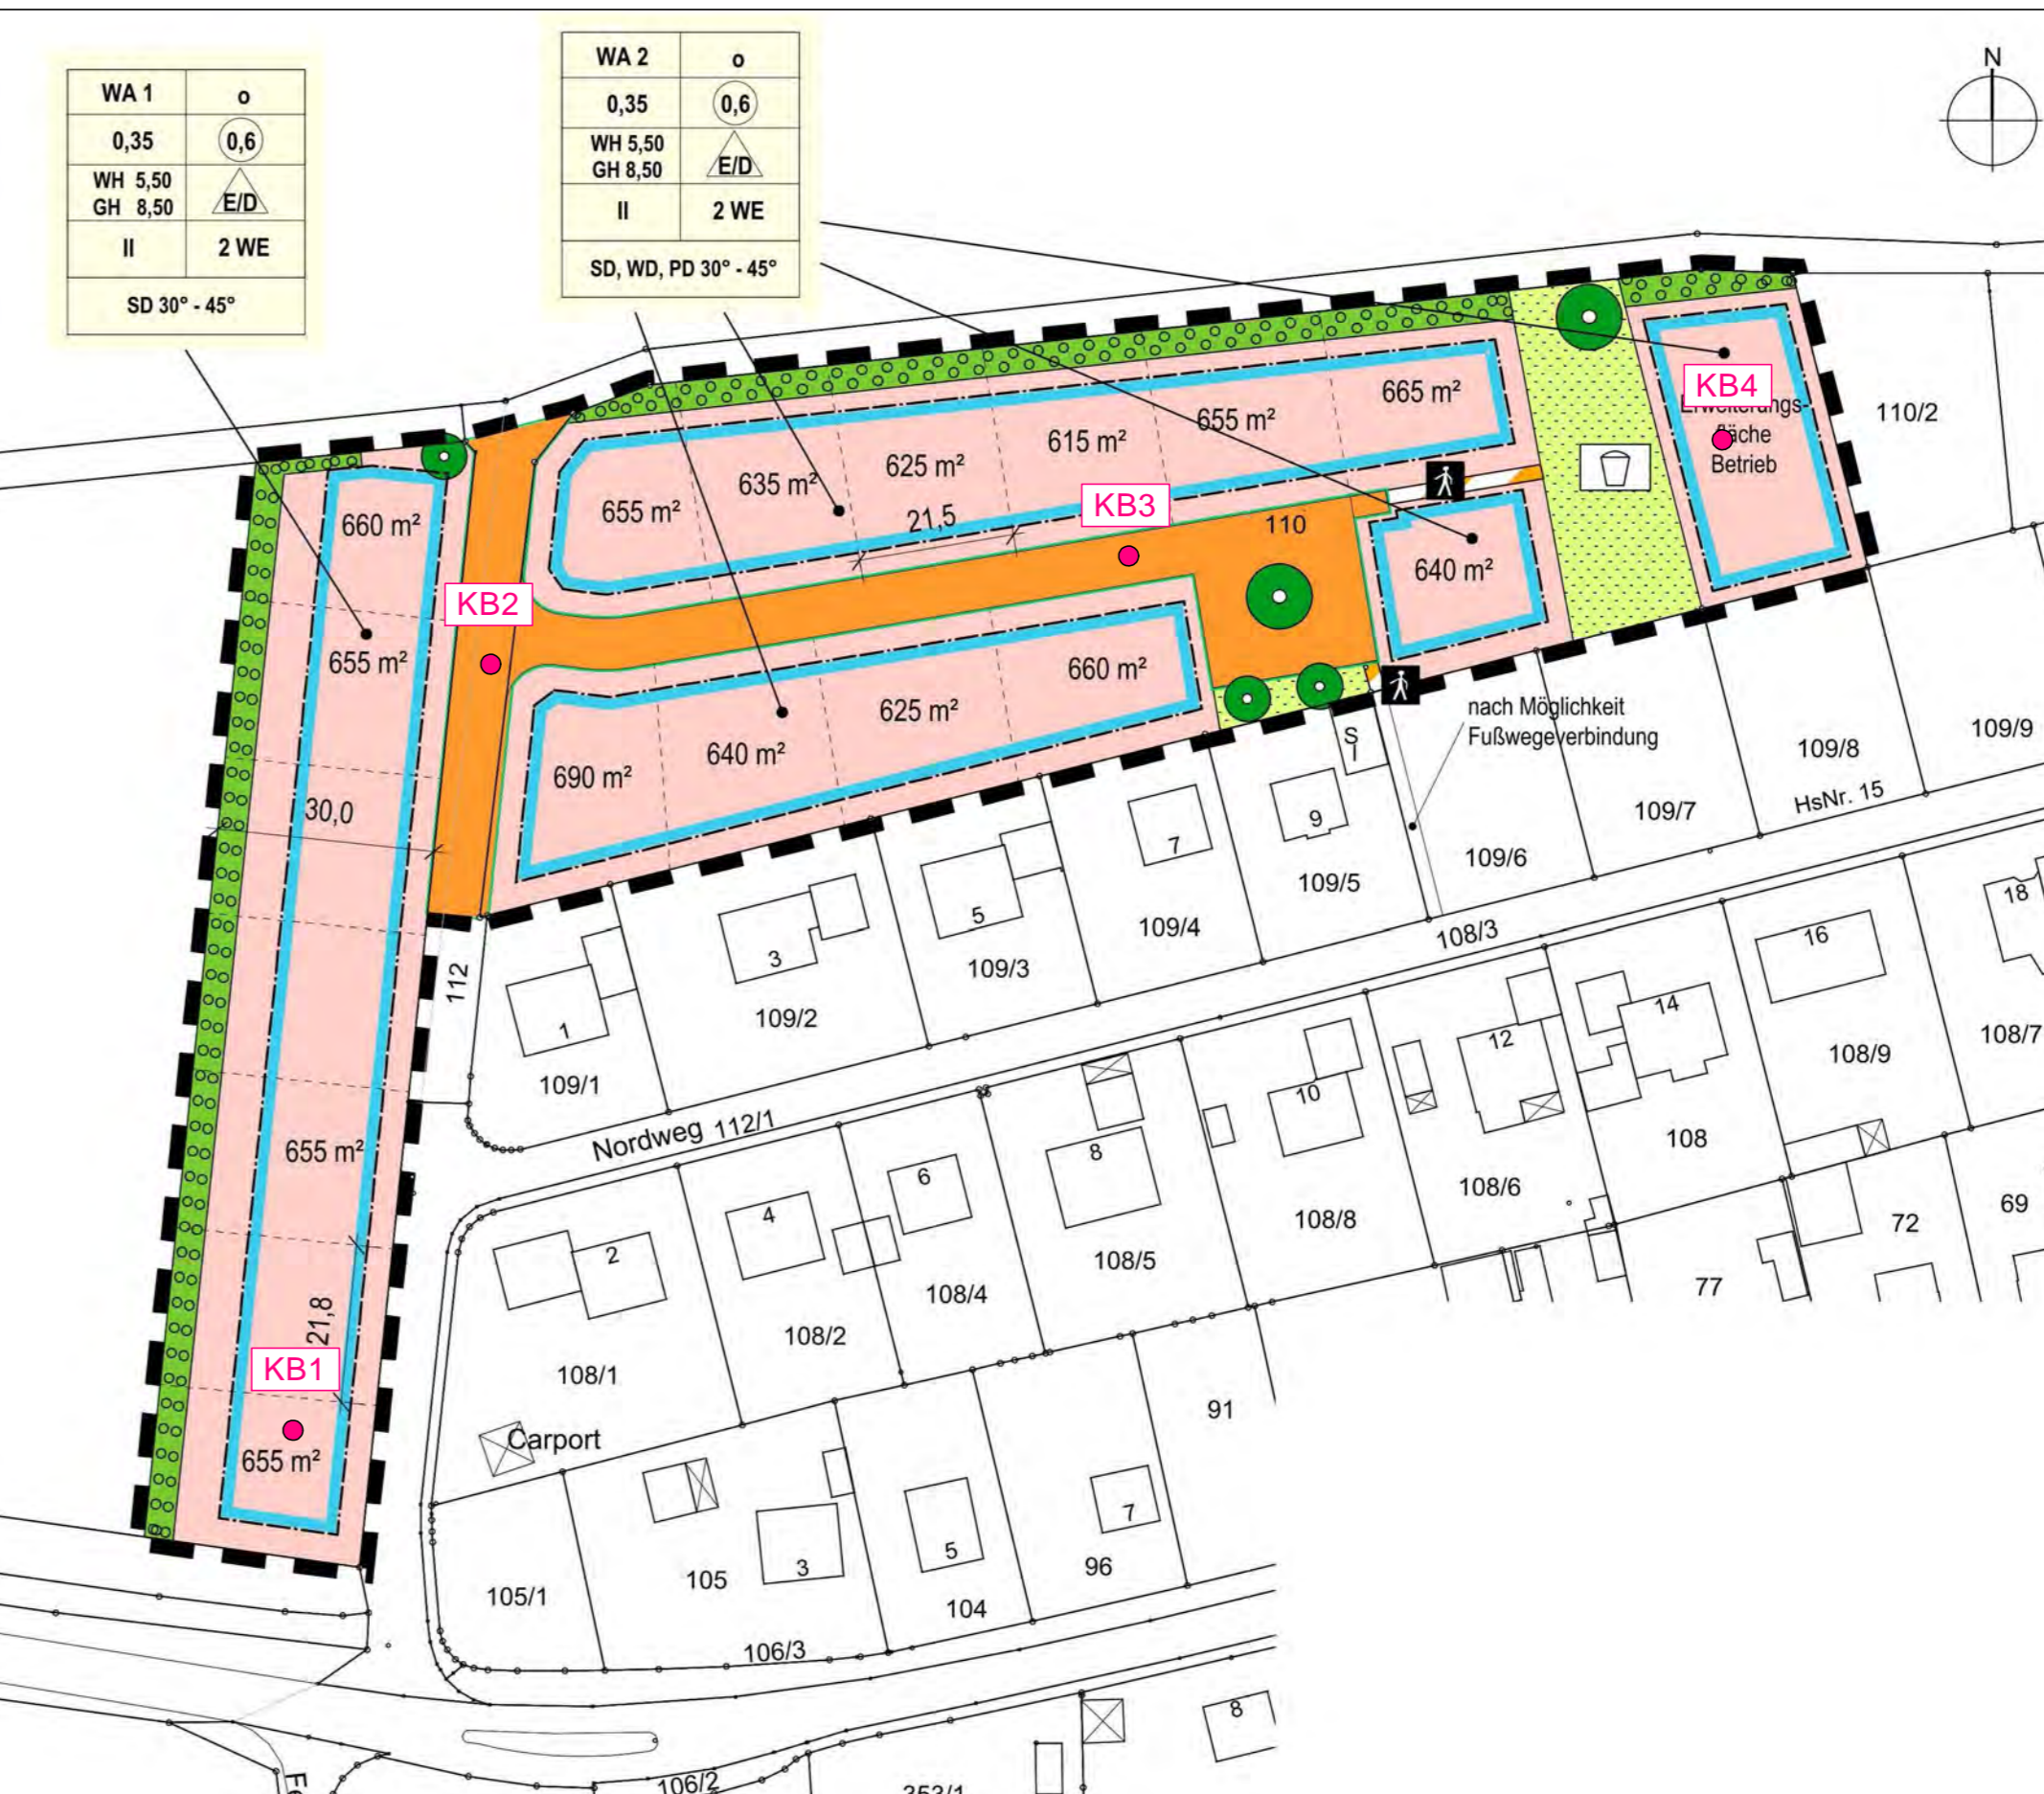 WA 1 o
0,35 0,6
WH 5,50
GH 8,50 E/D
II 2 WE
SD 30° - 45°
WA 2 o
0,35 0,6
WH 5,50
GH 8,50 E/D
II 2 WE
SD, WD, PD 30° - 45°
N
665 m²
655 m²
615 m²
625 m²
635 m²
655 m²
21,5
KB3
110
KB4
Erweiterungs-
fläche
Betrieb
110/2
660 m²
KB2
655 m²
640 m²
660 m²
625 m²
640 m²
690 m²
30,0
nach Möglichkeit
Fußwegeverbindung
S
I
109/9
109/8
HsNr. 15
109/7
109/6
9
109/5
7
109/4
5
109/3
3
109/2
1
109/1
112
108/3
18
16
14
12
10
108/7
108/9
108
108/6
108/8
Nordweg 112/1
8
6
4
2
108/5
108/4
108/2
108/1
69
72
77
655 m²
21,8
KB1
655 m²
91
Carport
7
5
3
96
104
105
105/1
106/3
8
106/2
353/1